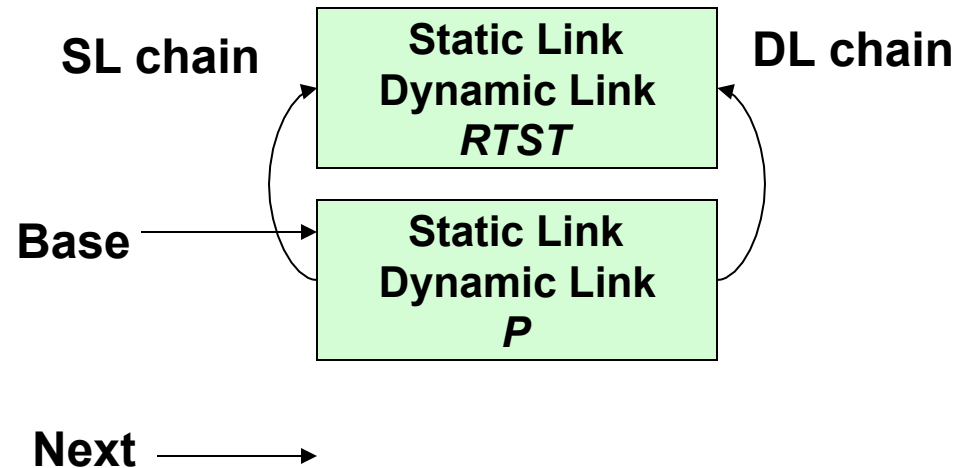 SL chain
Static Link
Dynamic Link
RTST
DL chain
Base
Static Link
Dynamic Link
P
Next